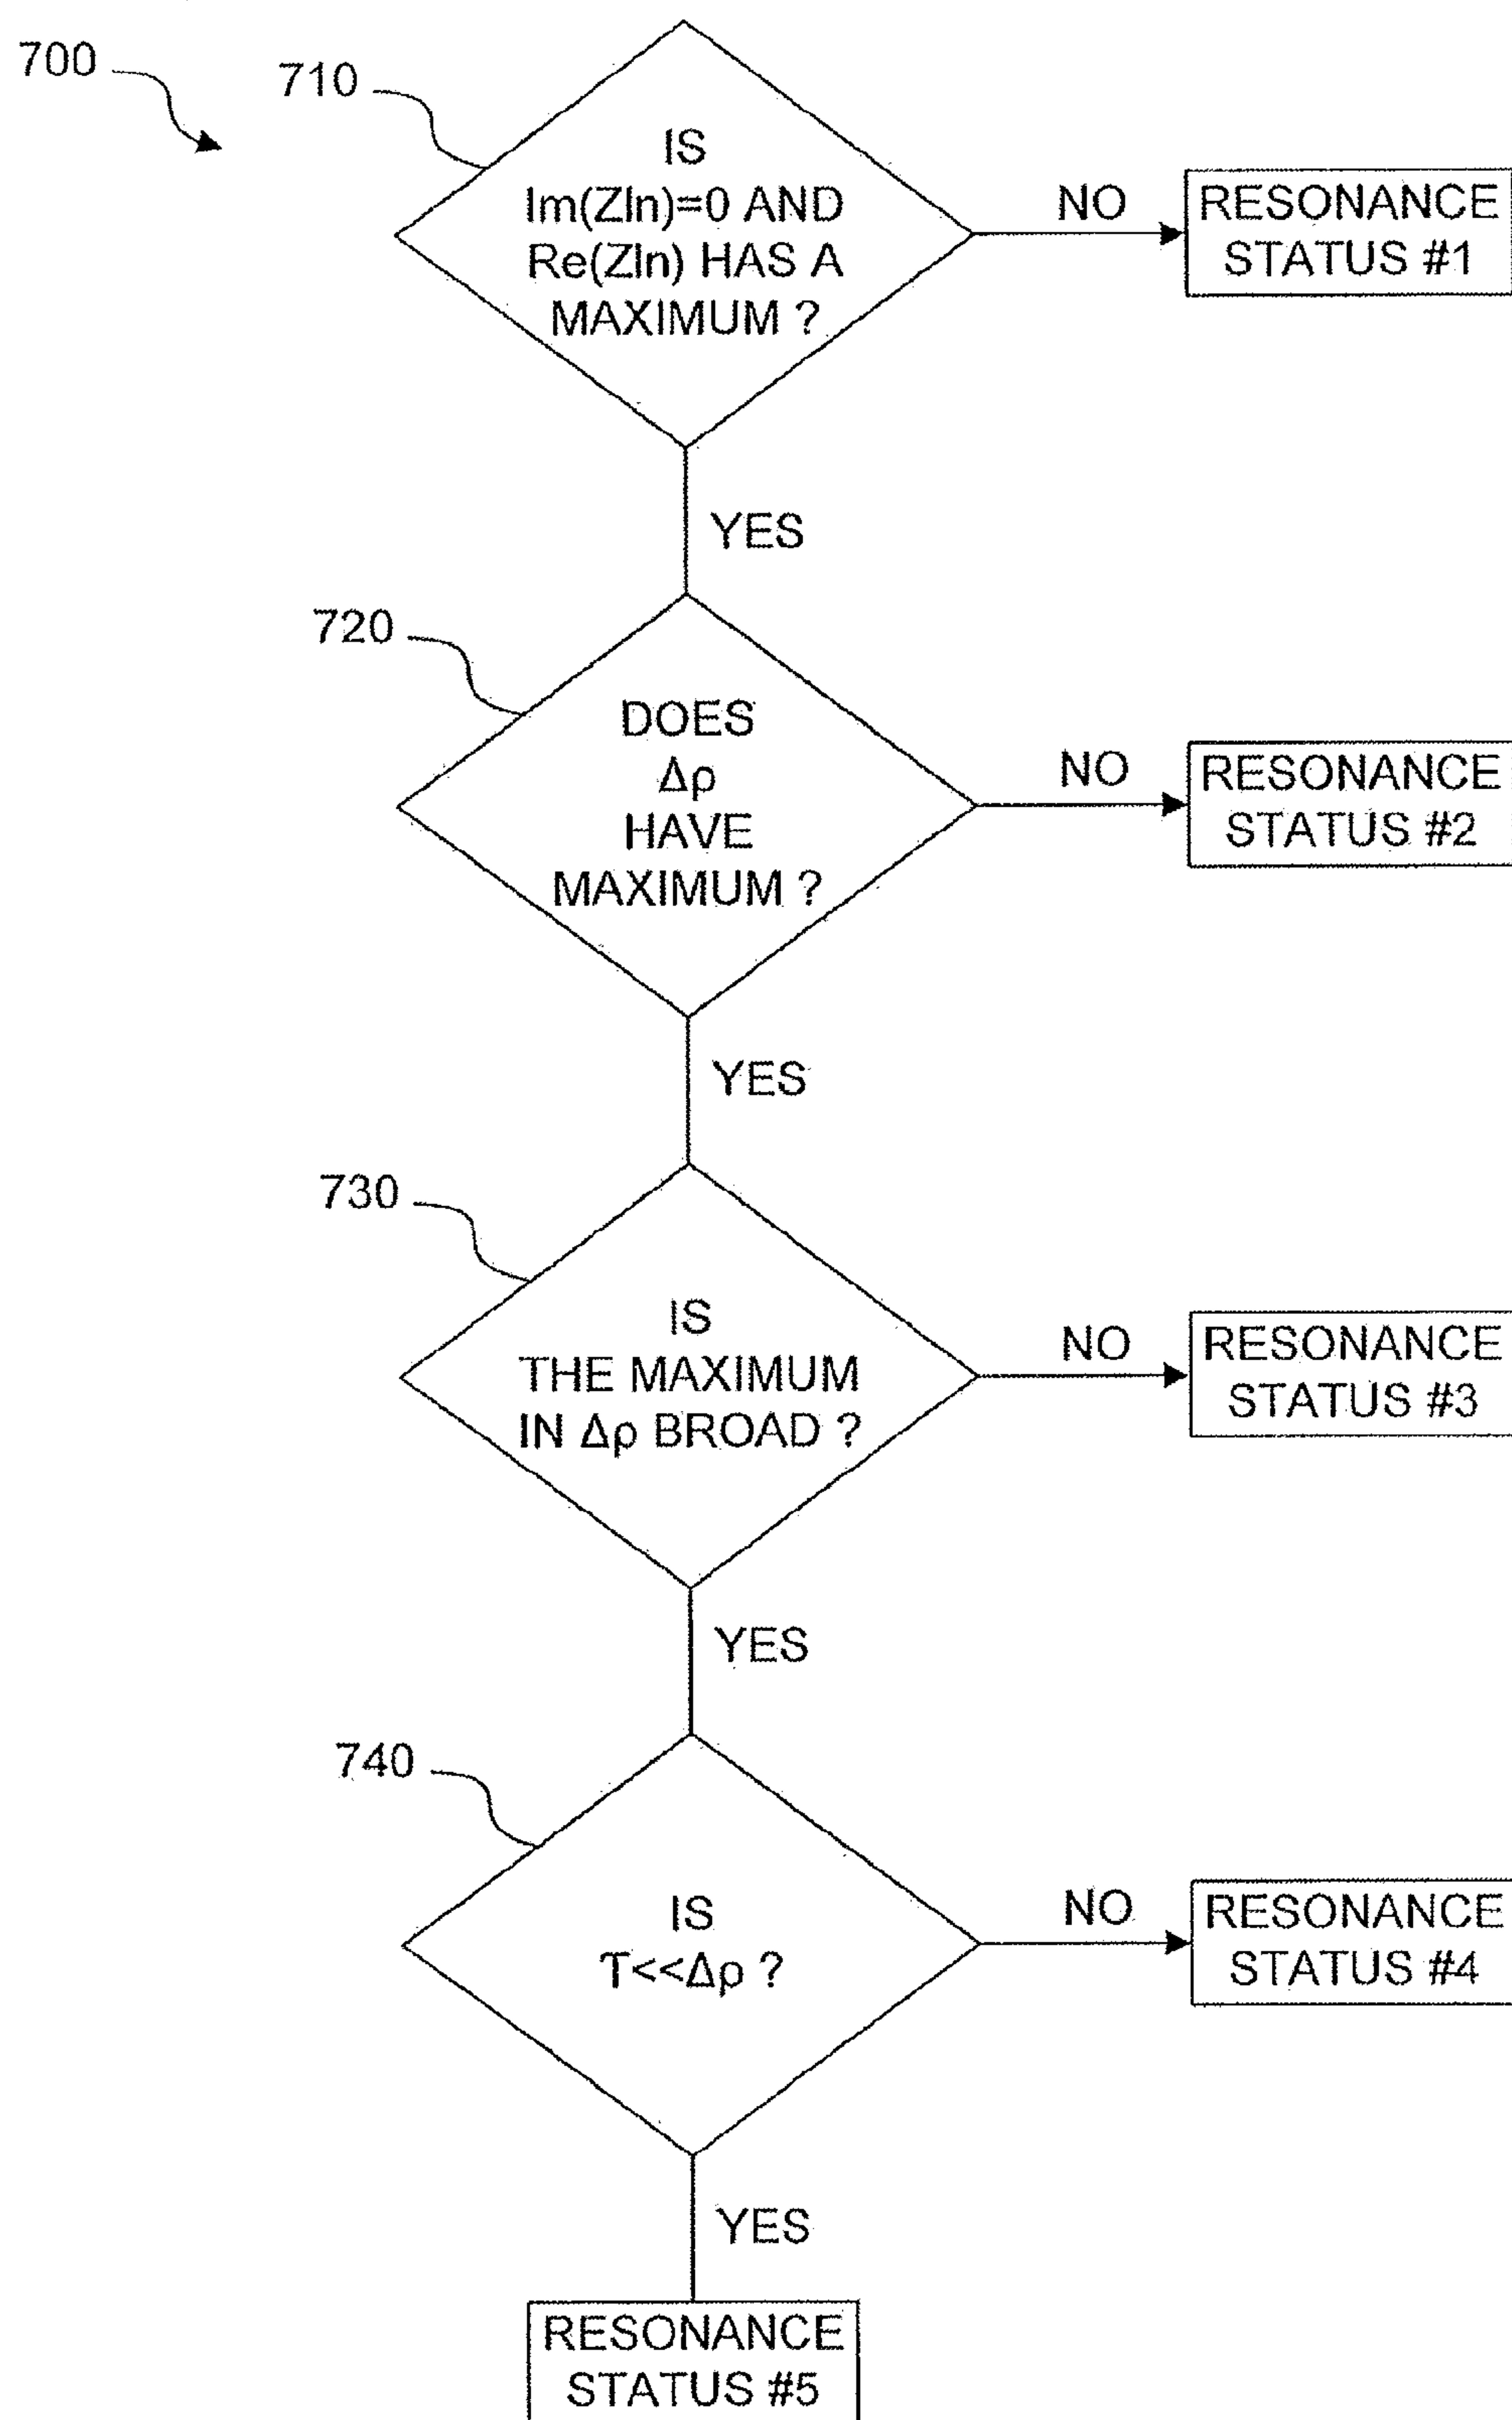 700
710
IS
Im(ZIn)=0 AND
Re(ZIn) HAS A
MAXIMUM ?
NO
RESONANCE
STATUS #1
YES
720
DOES
Δρ
HAVE
MAXIMUM ?
NO
RESONANCE
STATUS #2
YES
730
IS
THE MAXIMUM
IN Δρ BROAD ?
NO
RESONANCE
STATUS #3
YES
740
IS
T<<Δρ ?
NO
RESONANCE
STATUS #4
YES
RESONANCE
STATUS #5